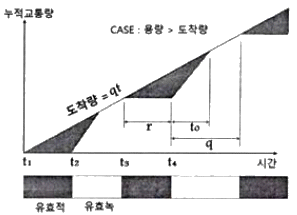 누적교통량
CASE : 용량 > 도착량
도착량 = qt
r
to
q
t1 t2 t3 t4 시간
유효적 유효녹